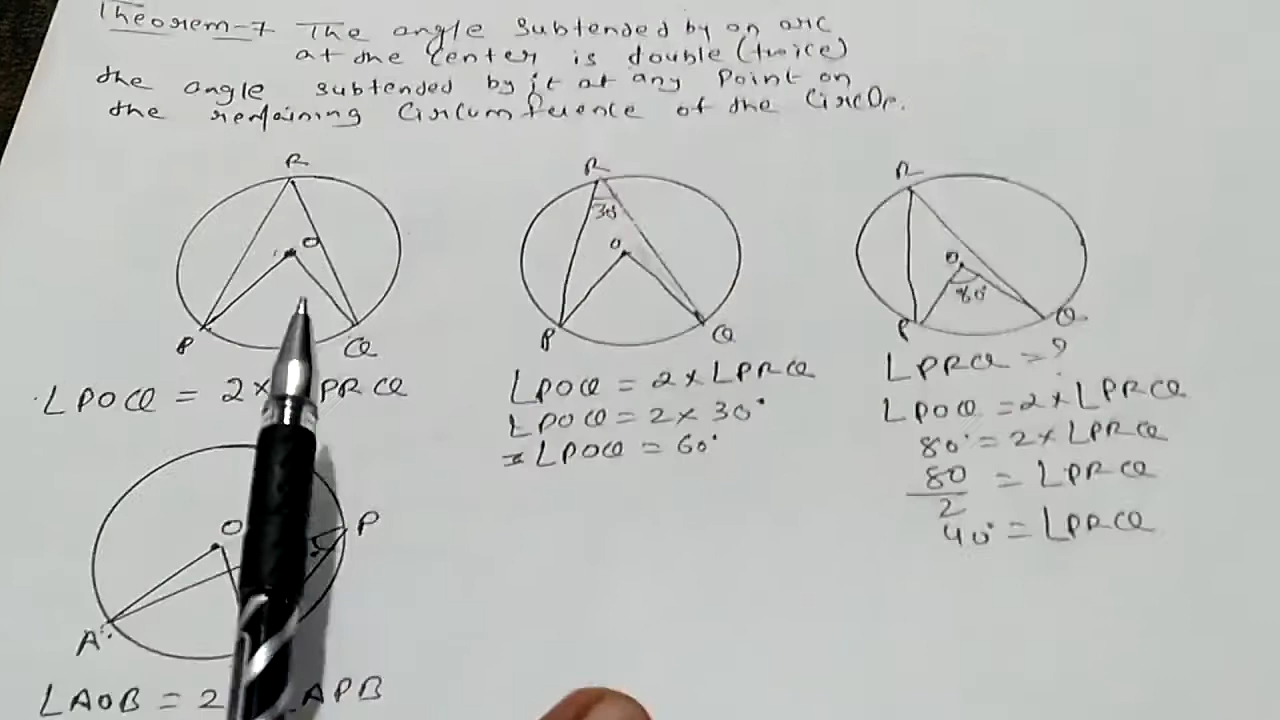 Theorem-7 The angle subtended by an arc
at the center is double (twice)
the angle subtended by it at any Point on
the remaining Circumference of the Circle.
R
O
P
Q
∠POQ = 2× PRQ
R
30
O
P
Q
∠POQ = 2×∠PRQ
∠POQ = 2×30°
∠POQ = 60°
R
O
80°
P
Q
∠PRQ = ?
∠POQ = 2×∠PRQ
80° = 2×∠PRQ
80/2 = ∠PRQ
40° = ∠PRQ
O
P
A
∠AOB = 2 APB